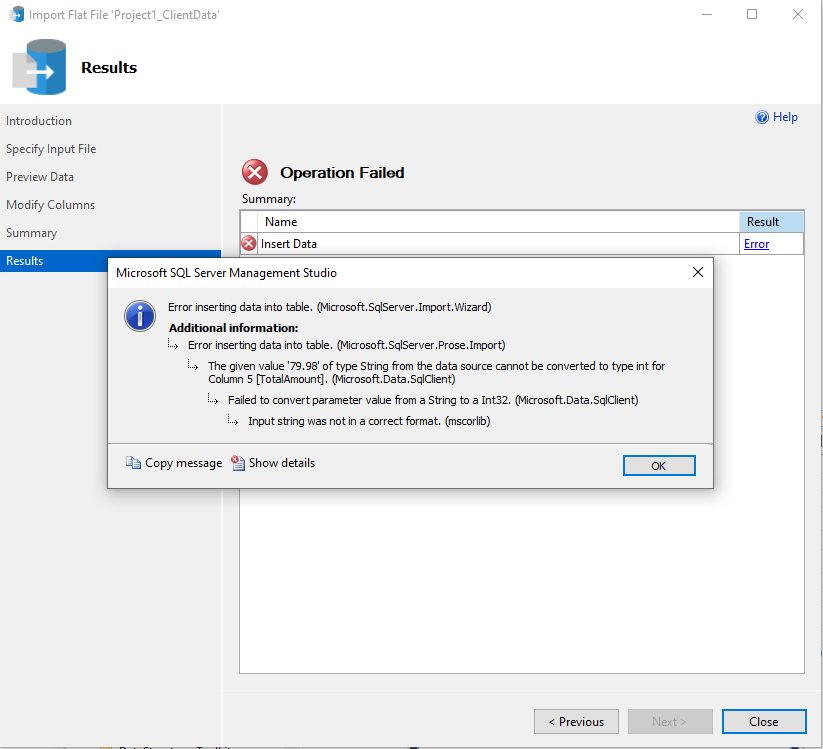 Import Flat File 'Project1_ClientData'
Results
Help
Introduction
Specify Input File
Preview Data
Modify Columns
Summary
Results
Operation Failed
Summary:
Name Result
Insert Data Error
Microsoft SQL Server Management Studio
Error inserting data into table. (Microsoft.SqlServer.Import.Wizard)
Additional information:
Error inserting data into table. (Microsoft.SqlServer.Prose.Import)
The given value '79.98' of type String from the data source cannot be converted to type int for
Column 5 [TotalAmount]. (Microsoft.Data.SqlClient)
Failed to convert parameter value from a String to a Int32. (Microsoft.Data.SqlClient)
Input string was not in a correct format. (mscorlib)
Copy message Show details OK
< Previous Next > Close